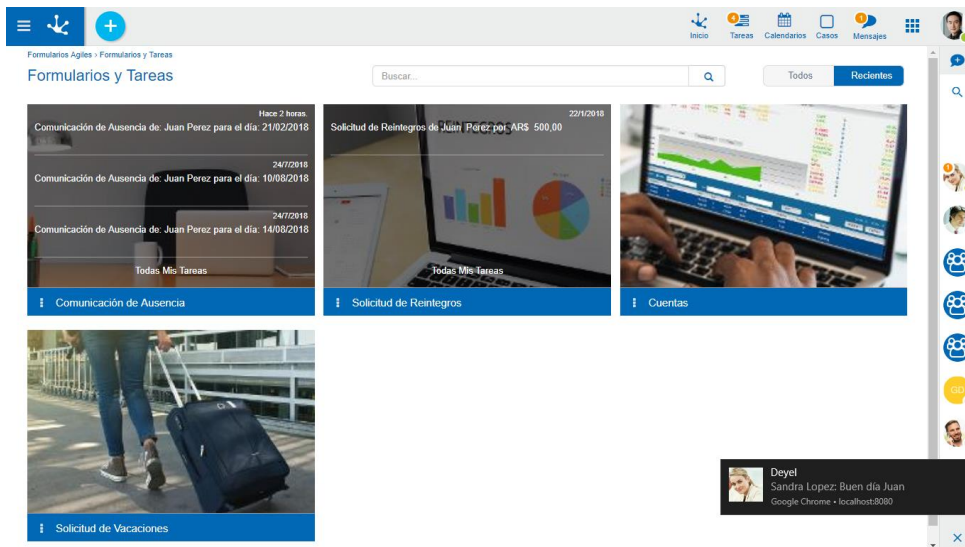 Inicio
4
Tareas
Calendarios
Casos
1
Mensajes
Formularios Agiles > Formularios y Tareas
Formularios y Tareas
Buscar...
Todos
Recientes
Hace 2 horas.
Comunicación de Ausencia de: Juan Perez para el día: 21/02/2018
24/7/2018
Comunicación de Ausencia de: Juan Perez para el día: 10/08/2018
24/7/2018
Comunicación de Ausencia de: Juan Perez para el día: 14/08/2018
Todas Mis Tareas
Comunicación de Ausencia
22/1/2018
Solicitud de Reintegros de Juan Perez por AR$ 500,00
REINTEGROS
Todas Mis Tareas
Solicitud de Reintegros
Cuentas
Solicitud de Vacaciones
1
GD
Deyel
Sandra Lopez: Buen día Juan
Google Chrome • localhost:8080